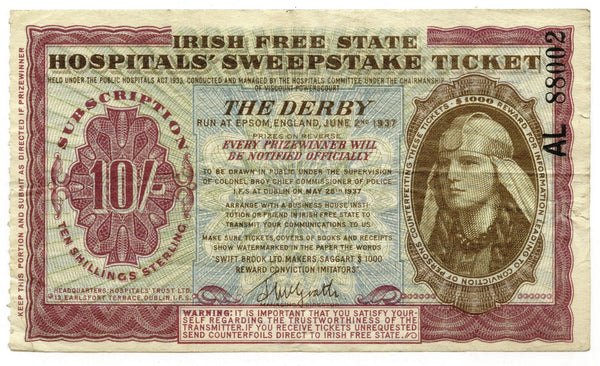 IRISH FREE STATE
HOSPITALS' SWEEPSTAKE TICKET
HELD UNDER PUBLIC HOSPITALS ACT 1933, CONDUCTED AND MANAGED BY THE HOSPITALS COMMITTEE UNDER THE CHAIRMANSHIP
OF VISCOUNT POWERSCOURT
THE DERBY
RUN AT EPSOM, ENGLAND, JUNE 2ND 1937
PRIZES ON REVERSE
EVERY PRIZEWINNER WILL
BE NOTIFIED OFFICIALLY
TO BE DRAWN IN PUBLIC UNDER THE SUPERVISION
OF COLONEL BROY CHIEF COMMISSIONER OF POLICE
I.F.S AT DUBLIN ON MAY 28TH 1937
ARRANGE WITH A BUSINESS HOUSE INSTI-
TUTION OR FRIEND IN IRISH FREE STATE TO
TRANSMIT YOUR COMMUNICATIONS TO US
MAKE SURE TICKETS, COVERS OF BOOKS AND RECEIPTS
SHOW WATERMARKED IN THE PAPER THE WORDS
"SWIFT BROOK LTD. MAKERS, SAGGART $1000
REWARD CONVICTION IMITATORS"
WARNING: IT IS IMPORTANT THAT YOU SATISFY YOUR-
SELF REGARDING THE TRUSTWORTHINESS OF THE
TRANSMITTER. IF YOU RECEIVE TICKETS UNREQUESTED
SEND COUNTERFOILS DIRECT TO IRISH FREE STATE.
KEEP THIS PORTION AND SUBMIT AS DIRECTED IF PRIZEWINNER
SUBSCRIPTION
10/-
TEN SHILLINGS STERLING
HEADQUARTERS: HOSPITALS TRUST LTD.
13 EARLSFORT TERRACE, DUBLIN, I.F.S.
$1000 REWARD FOR INFORMATION LEADING TO CONVICTION OF PERSONS COUNTERFEITING THESE TICKETS
AL 88002